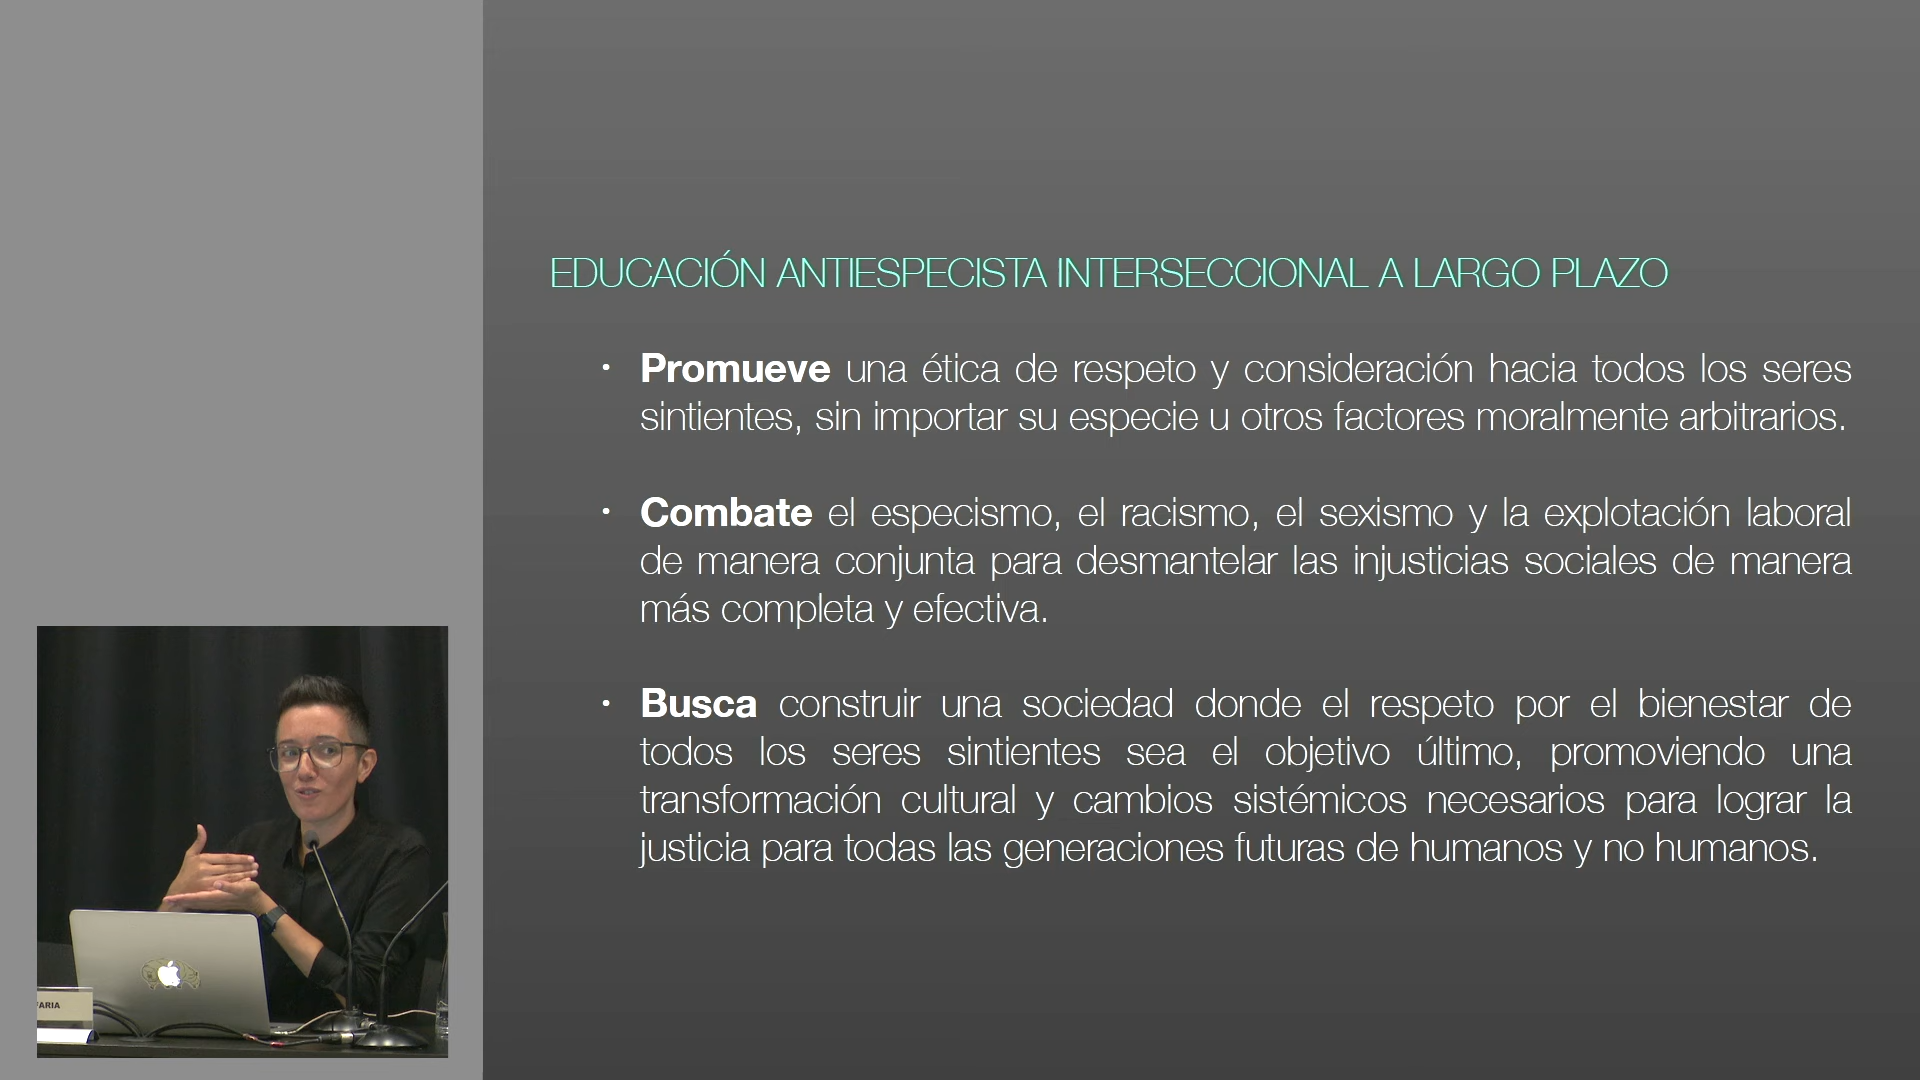 EDUCACIÓN ANTIESPECISTA INTERSECCIONAL A LARGO PLAZO
• Promueve una ética de respeto y consideración hacia todos los seres
sintientes, sin importar su especie u otros factores moralmente arbitrarios.
• Combate el especismo, el racismo, el sexismo y la explotación laboral
de manera conjunta para desmantelar las injusticias sociales de manera
más completa y efectiva.
• Busca construir una sociedad donde el respeto por el bienestar de
todos los seres sintientes sea el objetivo último, promoviendo una
transformación cultural y cambios sistémicos necesarios para lograr la
justicia para todas las generaciones futuras de humanos y no humanos.
FARIA